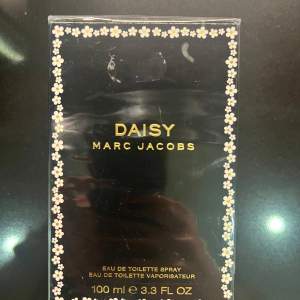 DAISY
MARC JACOBS
EAU DE TOILETTE SPRAY
EAU DE TOILETTE VAPORISATEUR
100 ml ℮ 3.3 FL OZ